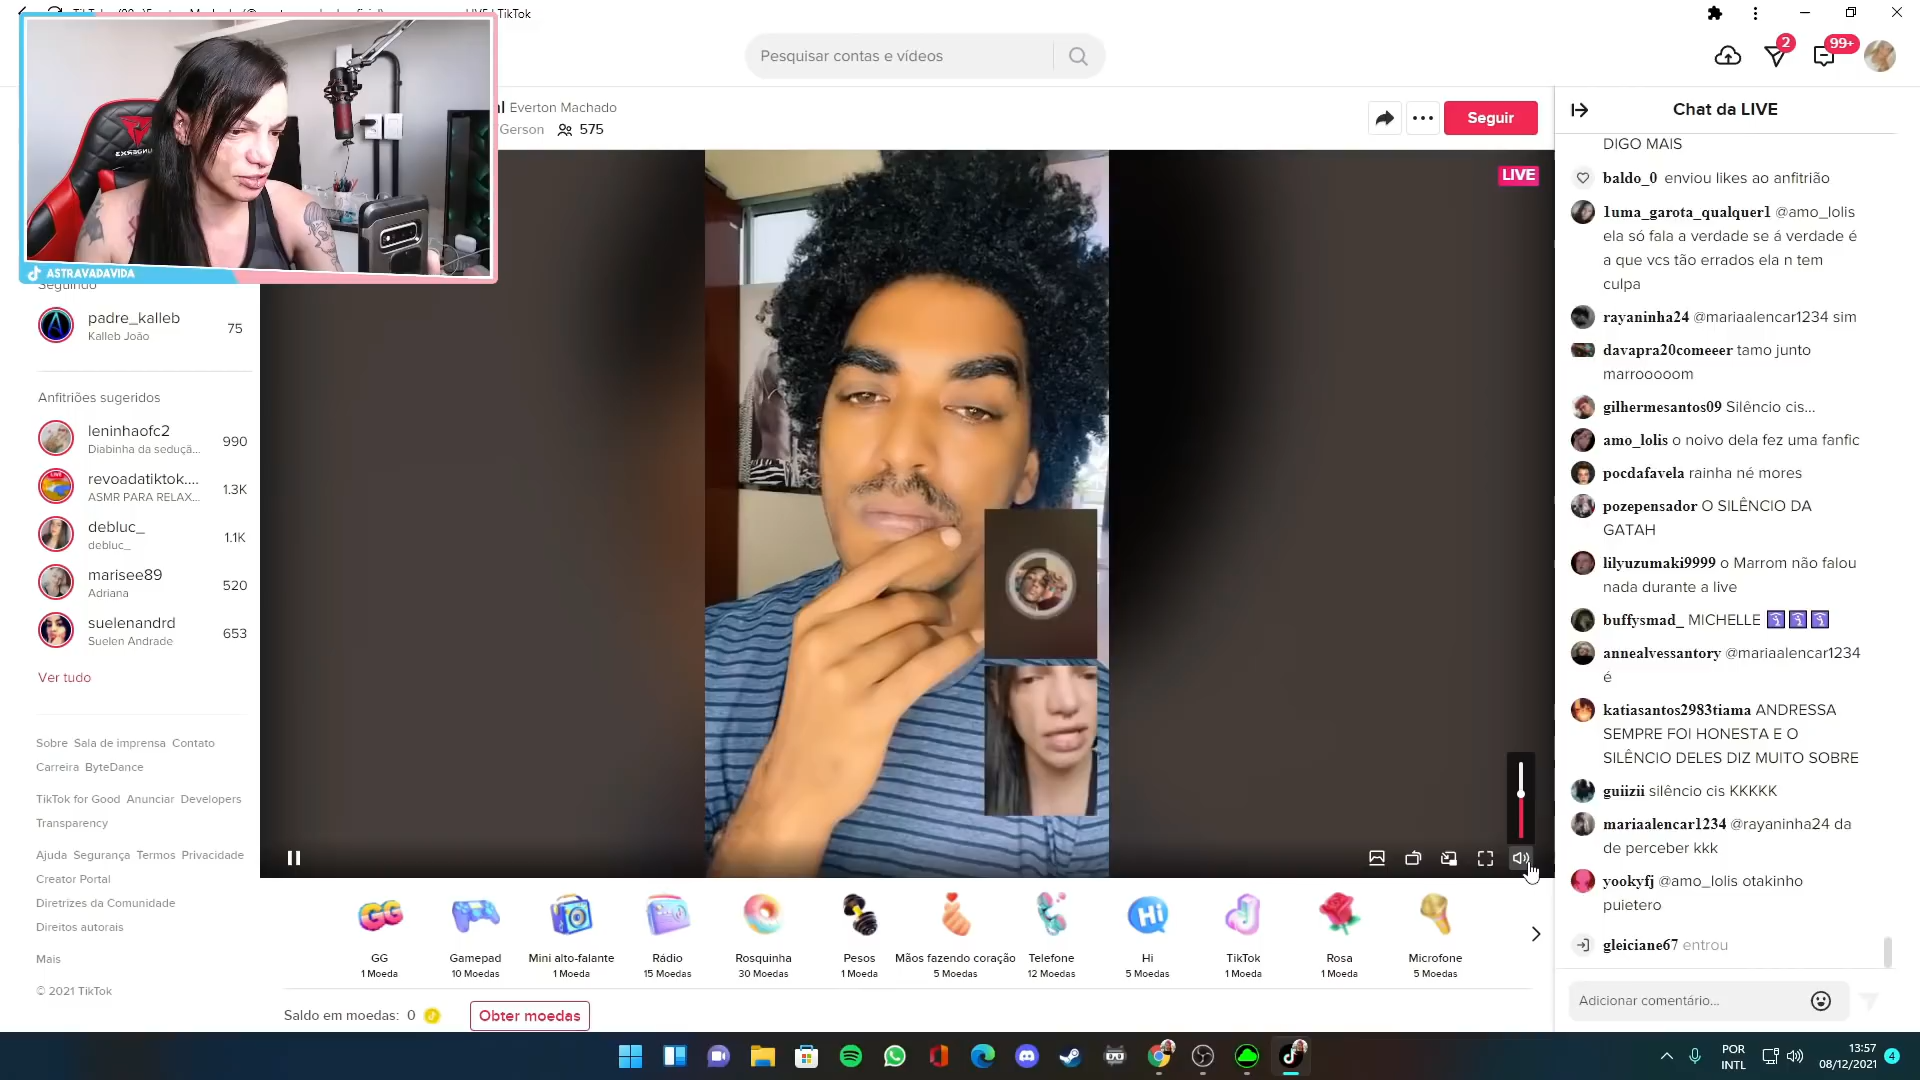 TikTok
Pesquisar contas e vídeos
2
99+
Everton Machado
Gerson 575
Seguir
Chat da LIVE
LIVE
ASTRAVADAVIDA
Seguindo
padre_kalleb
Kalleb João
75
Anfitriões sugeridos
leninhaofc2
Diabinha da seduçã...
990
revoadatiktok....
ASMR PARA RELAX...
1.3K
debluc_
debluc_
1.1K
marisee89
Adriana
520
suelenandrd
Suelen Andrade
653
Ver tudo
Sobre Sala de imprensa Contato
Carreira ByteDance
TikTok for Good Anunciar Developers
Transparency
Ajuda Segurança Termos Privacidade
Creator Portal
Diretrizes da Comunidade
Direitos autorais
Mais
© 2021 TikTok
DIGO MAIS
baldo_0 enviou likes ao anfitrião
1uma_garota_qualquer1 @amo_lolis
ela só fala a verdade se á verdade é
a que vcs tão errados ela n tem
culpa
rayaninha24 @mariaalencar1234 sim
davapra20comeeer tamo junto
marrooooom
gilhermesantos09 Silêncio cis...
amo_lolis o noivo dela fez uma fanfic
pocdafavela rainha né mores
pozepensador O SILÊNCIO DA
GATAH
lilyuzumaki9999 o Marrom não falou
nada durante a live
buffysmad_ MICHELLE 🛐🛐🛐
annealvessantory @mariaalencar1234
é
katiasantos2983tiama ANDRESSA
SEMPRE FOI HONESTA E O
SILÊNCIO DELES DIZ MUITO SOBRE
guiizii silêncio cis KKKKK
mariaalencar1234 @rayaninha24 da
de perceber kkk
yookyfj @amo_lolis otakinho
puietero
gleiciane67 entrou
Adicionar comentário...
GG
1 Moeda
Gamepad
10 Moedas
Mini alto-falante
1 Moeda
Rádio
15 Moedas
Rosquinha
30 Moedas
Pesos
1 Moeda
Mãos fazendo coração
5 Moedas
Telefone
12 Moedas
Hi
5 Moedas
TikTok
1 Moeda
Rosa
1 Moeda
Microfone
5 Moedas
Saldo em moedas: 0
Obter moedas
POR
INTL
13:57
08/12/2021
4